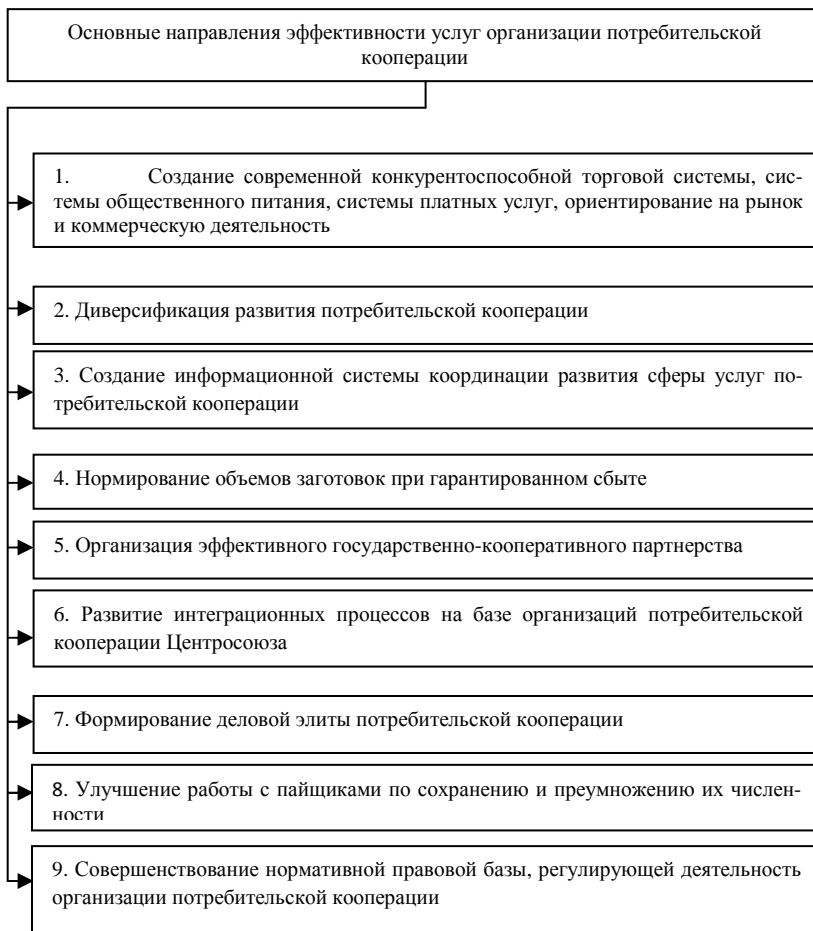 Основные направления эффективности услуг организации потребительской
кооперации
1. Создание современной конкурентоспособной торговой системы, сис-
темы общественного питания, системы платных услуг, ориентирование на рынок
и коммерческую деятельность
2. Диверсификация развития потребительской кооперации
3. Создание информационной системы координации развития сферы услуг по-
требительской кооперации
4. Нормирование объемов заготовок при гарантированном сбыте
5. Организация эффективного государственно-кооперативного партнерства
6. Развитие интеграционных процессов на базе организаций потребительской
кооперации Центросоюза
7. Формирование деловой элиты потребительской кооперации
8. Улучшение работы с пайщиками по сохранению и преумножению их числен-
ности
9. Совершенствование нормативной правовой базы, регулирующей деятельность
организации потребительской кооперации